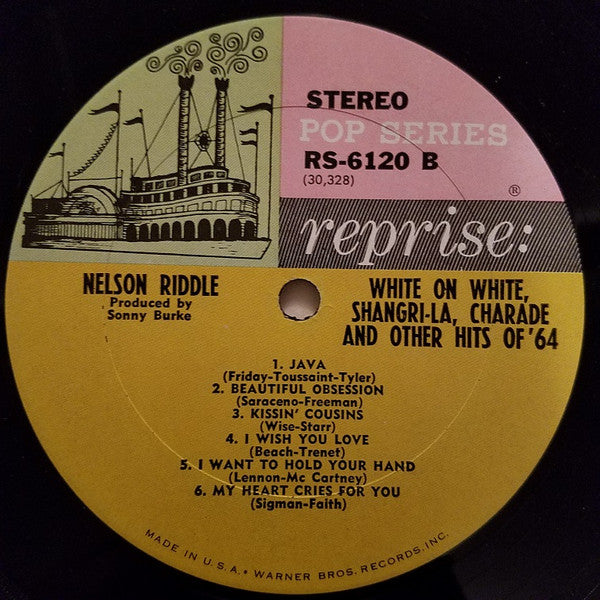 STEREO
POP SERIES
RS-6120 B
(30,328)
®
reprise:
NELSON RIDDLE
Produced by
Sonny Burke
WHITE ON WHITE,
SHANGRI-LA, CHARADE
AND OTHER HITS OF '64
1. JAVA
(Friday-Toussaint-Tyler)
2. BEAUTIFUL OBSESSION
(Saraceno-Freeman)
3. KISSIN' COUSINS
(Wise-Starr)
4. I WISH YOU LOVE
(Beach-Trenet)
5. I WANT TO HOLD YOUR HAND
(Lennon-Mc Cartney)
6. MY HEART CRIES FOR YOU
(Sigman-Faith)
MADE IN U.S.A. • WARNER BROS. RECORDS, INC.